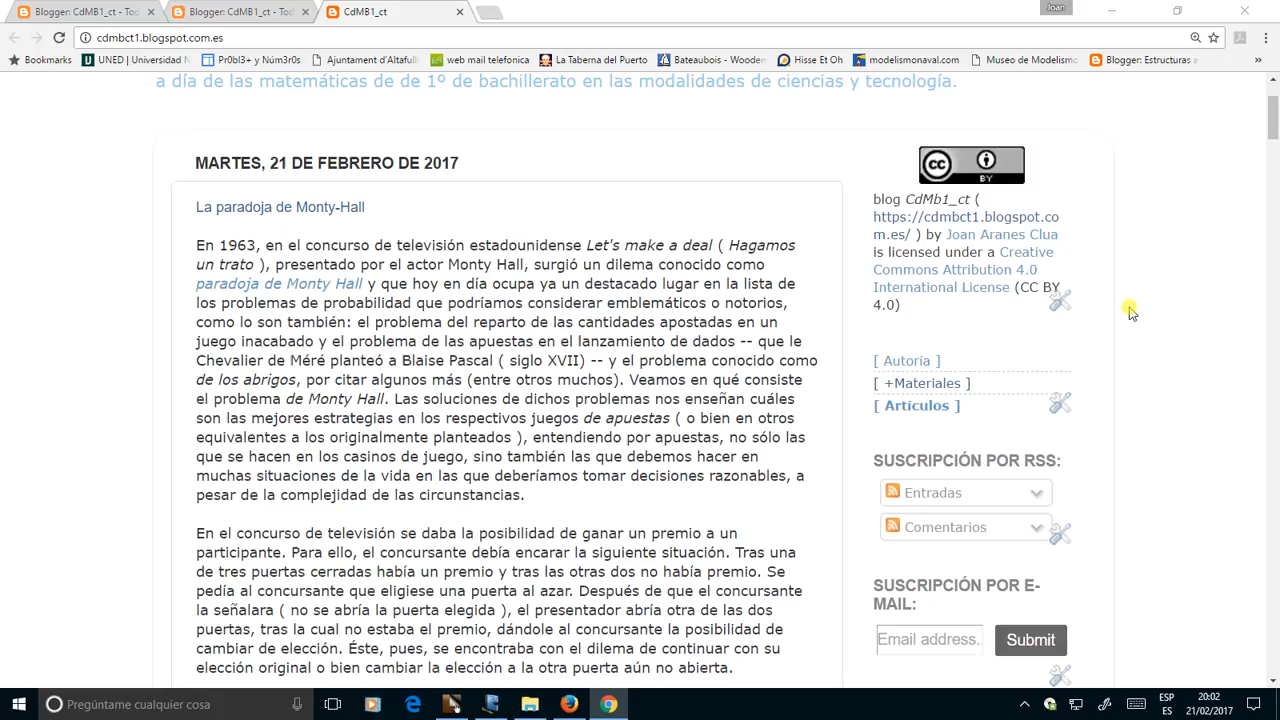 Blogger: CdMB1_ct - Tod
Blogger: CdMB1_ct - Tod
CdMB1_ct
Joan
cdmbct1.blogspot.com.es
Bookmarks
UNED | Universidad N
Pr0bl3+ y Núm3r0s
Ajuntament d'Altafull
web mail telefonica
La Taberna del Puerto
Bateaubois - Wooden
Hisse Et Oh
modelismonaval.com
Museo de Modelismo
Blogger: Estructuras a
a día de las matemáticas de de 1º de bachillerato en las modalidades de ciencias y tecnología.
MARTES, 21 DE FEBRERO DE 2017
La paradoja de Monty-Hall
En 1963, en el concurso de televisión estadounidense Let's make a deal ( Hagamos
un trato ), presentado por el actor Monty Hall, surgió un dilema conocido como
paradoja de Monty Hall y que hoy en día ocupa ya un destacado lugar en la lista de
los problemas de probabilidad que podríamos considerar emblemáticos o notorios,
como lo son también: el problema del reparto de las cantidades apostadas en un
juego inacabado y el problema de las apuestas en el lanzamiento de dados -- que le
Chevalier de Méré planteó a Blaise Pascal ( siglo XVII) -- y el problema conocido como
de los abrigos, por citar algunos más (entre otros muchos). Veamos en qué consiste
el problema de Monty Hall. Las soluciones de dichos problemas nos enseñan cuáles
son las mejores estrategias en los respectivos juegos de apuestas ( o bien en otros
equivalentes a los originalmente planteados ), entendiendo por apuestas, no sólo las
que se hacen en los casinos de juego, sino también las que debemos hacer en
muchas situaciones de la vida en las que deberíamos tomar decisiones razonables, a
pesar de la complejidad de las circunstancias.
En el concurso de televisión se daba la posibilidad de ganar un premio a un
participante. Para ello, el concursante debía encarar la siguiente situación. Tras una
de tres puertas cerradas había un premio y tras las otras dos no había premio. Se
pedía al concursante que eligiese una puerta al azar. Después de que el concursante
la señalara ( no se abría la puerta elegida ), el presentador abría otra de las dos
puertas, tras la cual no estaba el premio, dándole al concursante la posibilidad de
cambiar de elección. Éste, pues, se encontraba con el dilema de continuar con su
elección original o bien cambiar la elección a la otra puerta aún no abierta.
cc
BY
blog CdMb1_ct (
https://cdmbct1.blogspot.co
m.es/ ) by Joan Aranes Clua
is licensed under a Creative
Commons Attribution 4.0
International License (CC BY
4.0)
[ Autoría ]
[ +Materiales ]
[ Artículos ]
SUSCRIPCIÓN POR RSS:
Entradas
Comentarios
SUSCRIPCIÓN POR E-
MAIL:
Email address..
Submit
Pregúntame cualquier cosa
ESP
ES
20:02
21/02/2017